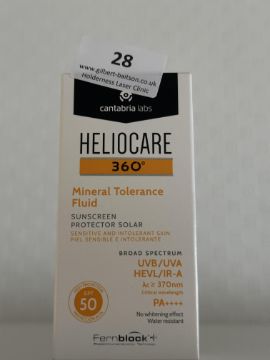 28
www.gilbert-baitson.co.uk
Holderness Laser Clinic
cantabria labs
HELIOCARE
360°
Mineral Tolerance
Fluid
SUNSCREEN
PROTECTOR SOLAR
SENSITIVE AND INTOLERANT SKIN
PIEL SENSIBLE E INTOLERANTE
BROAD SPECTRUM
UVB/UVA
HEVL/IR-A
λc ≥ 370nm
Critical wavelength
PA++++
No whitening effect
Water resistant
SPF
50
Fernblock®+